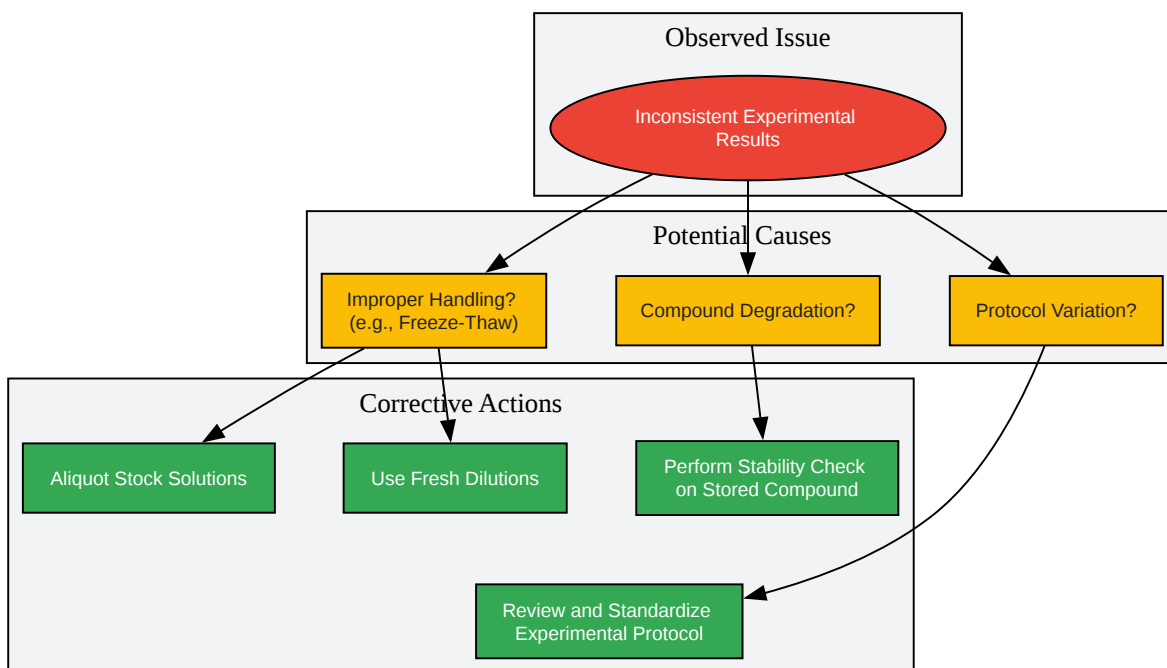 Observed Issue
Inconsistent Experimental
Results
Potential Causes
Improper Handling?
(e.g., Freeze-Thaw)
Compound Degradation?
Protocol Variation?
Corrective Actions
Aliquot Stock Solutions
Use Fresh Dilutions
Perform Stability Check
on Stored Compound
Review and Standardize
Experimental Protocol